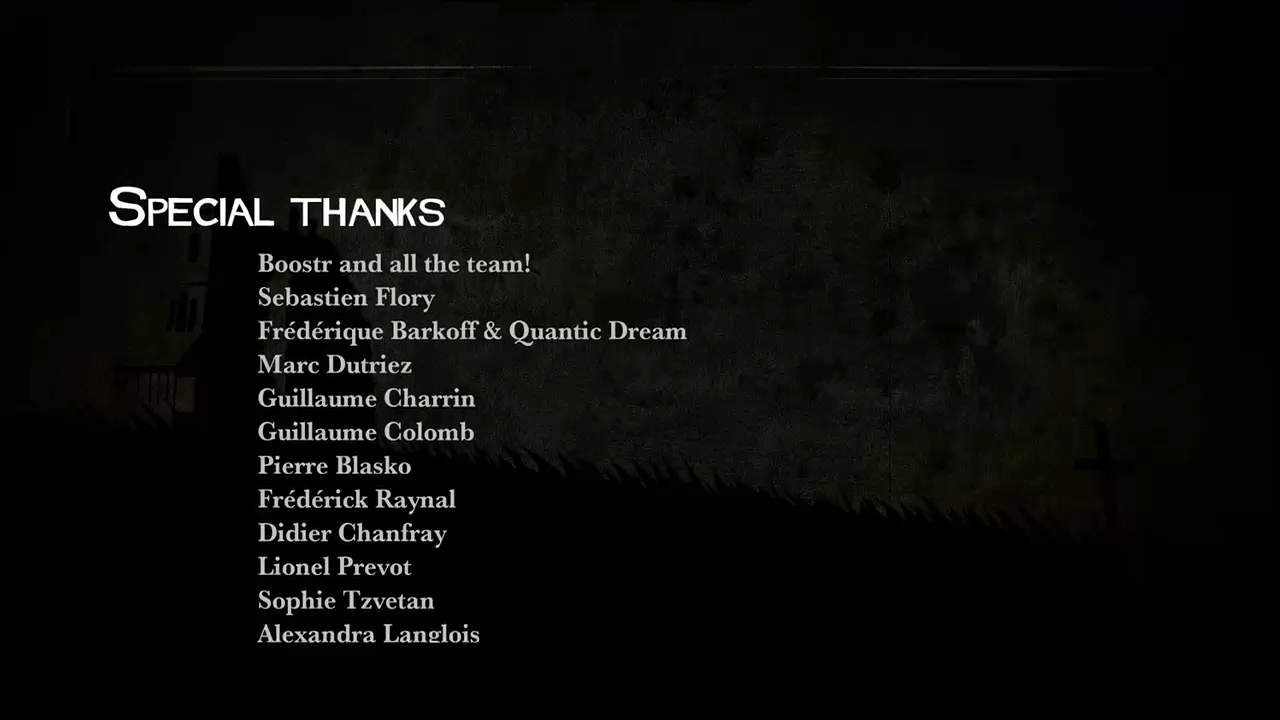 Special thanks
Boostr and all the team!
Sebastien Flory
Frédérique Barkoff & Quantic Dream
Marc Dutriez
Guillaume Charrin
Guillaume Colomb
Pierre Blasko
Frédérick Raynal
Didier Chanfray
Lionel Prevot
Sophie Tzvetan
Alexandra Langlois